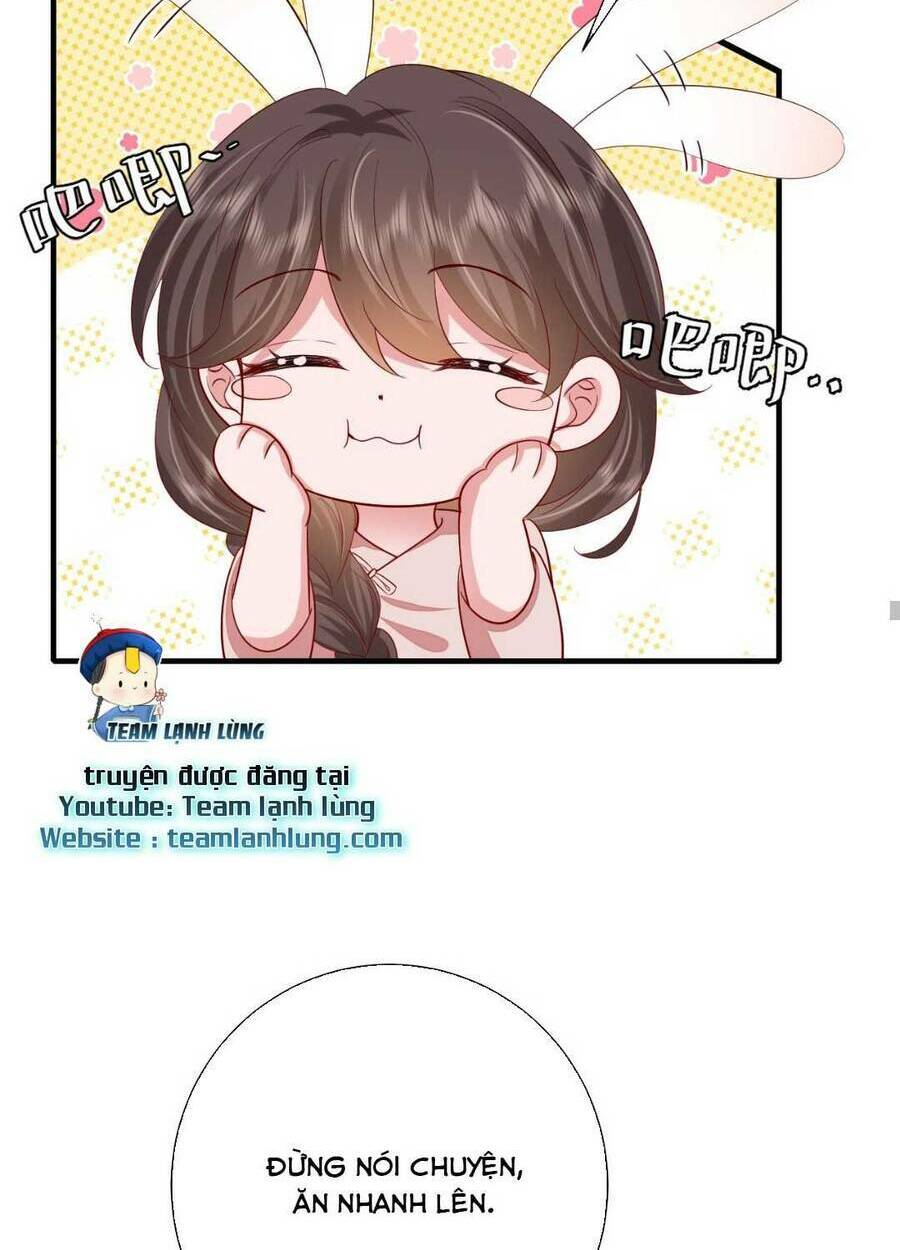 吧唧..
吧唧..
TEAM LẠNH LÙNG
truyện được đăng tại
Youtube: Team lạnh lùng
Website : teamlanhlung.com
ĐỪNG NÓI CHUYỆN,
ĂN NHANH LÊN.